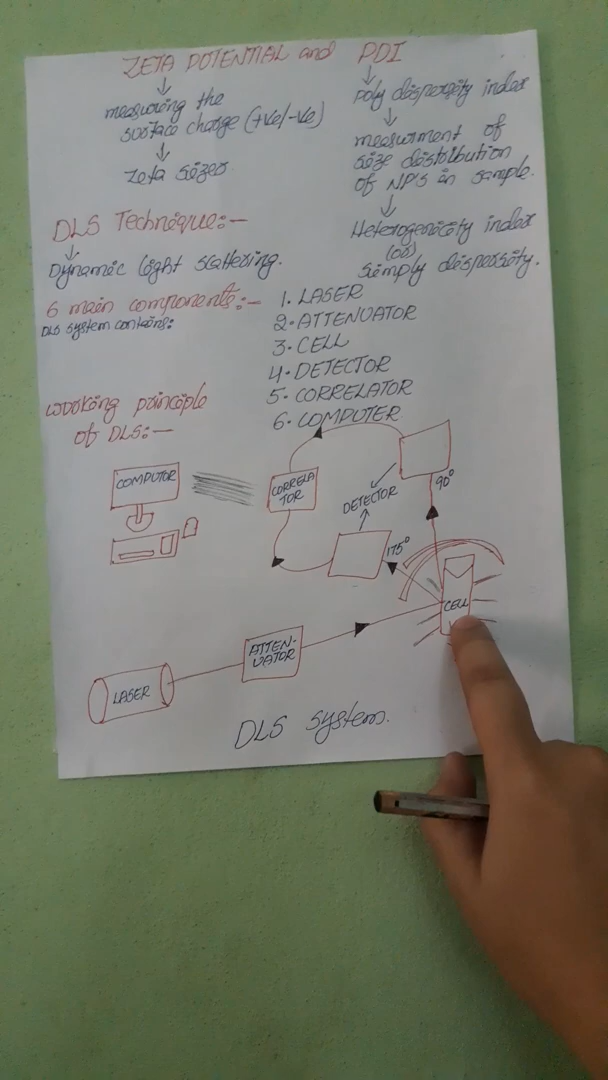 ZETA POTENTIAL and PDI
measuring the
surface charge (+ve/-ve)
Zeta sizer
Poly dispersity index
measurment of
size distribution
of NP'S in sample.
Heterogenicity index
(or)
simply dispersity.
DLS Technique:-
Dynamic light scattering.
6 main components:-
DLS system contains:
1. LASER
2. ATTENUATOR
3. CELL
4. DETECTOR
5. CORRELATOR
6. COMPUTER
working principle
of DLS:-
COMPUTOR
CORRELA
TOR
DETECTOR
90°
175°
CELL
ATTEN-
UATOR
LASER
DLS system.